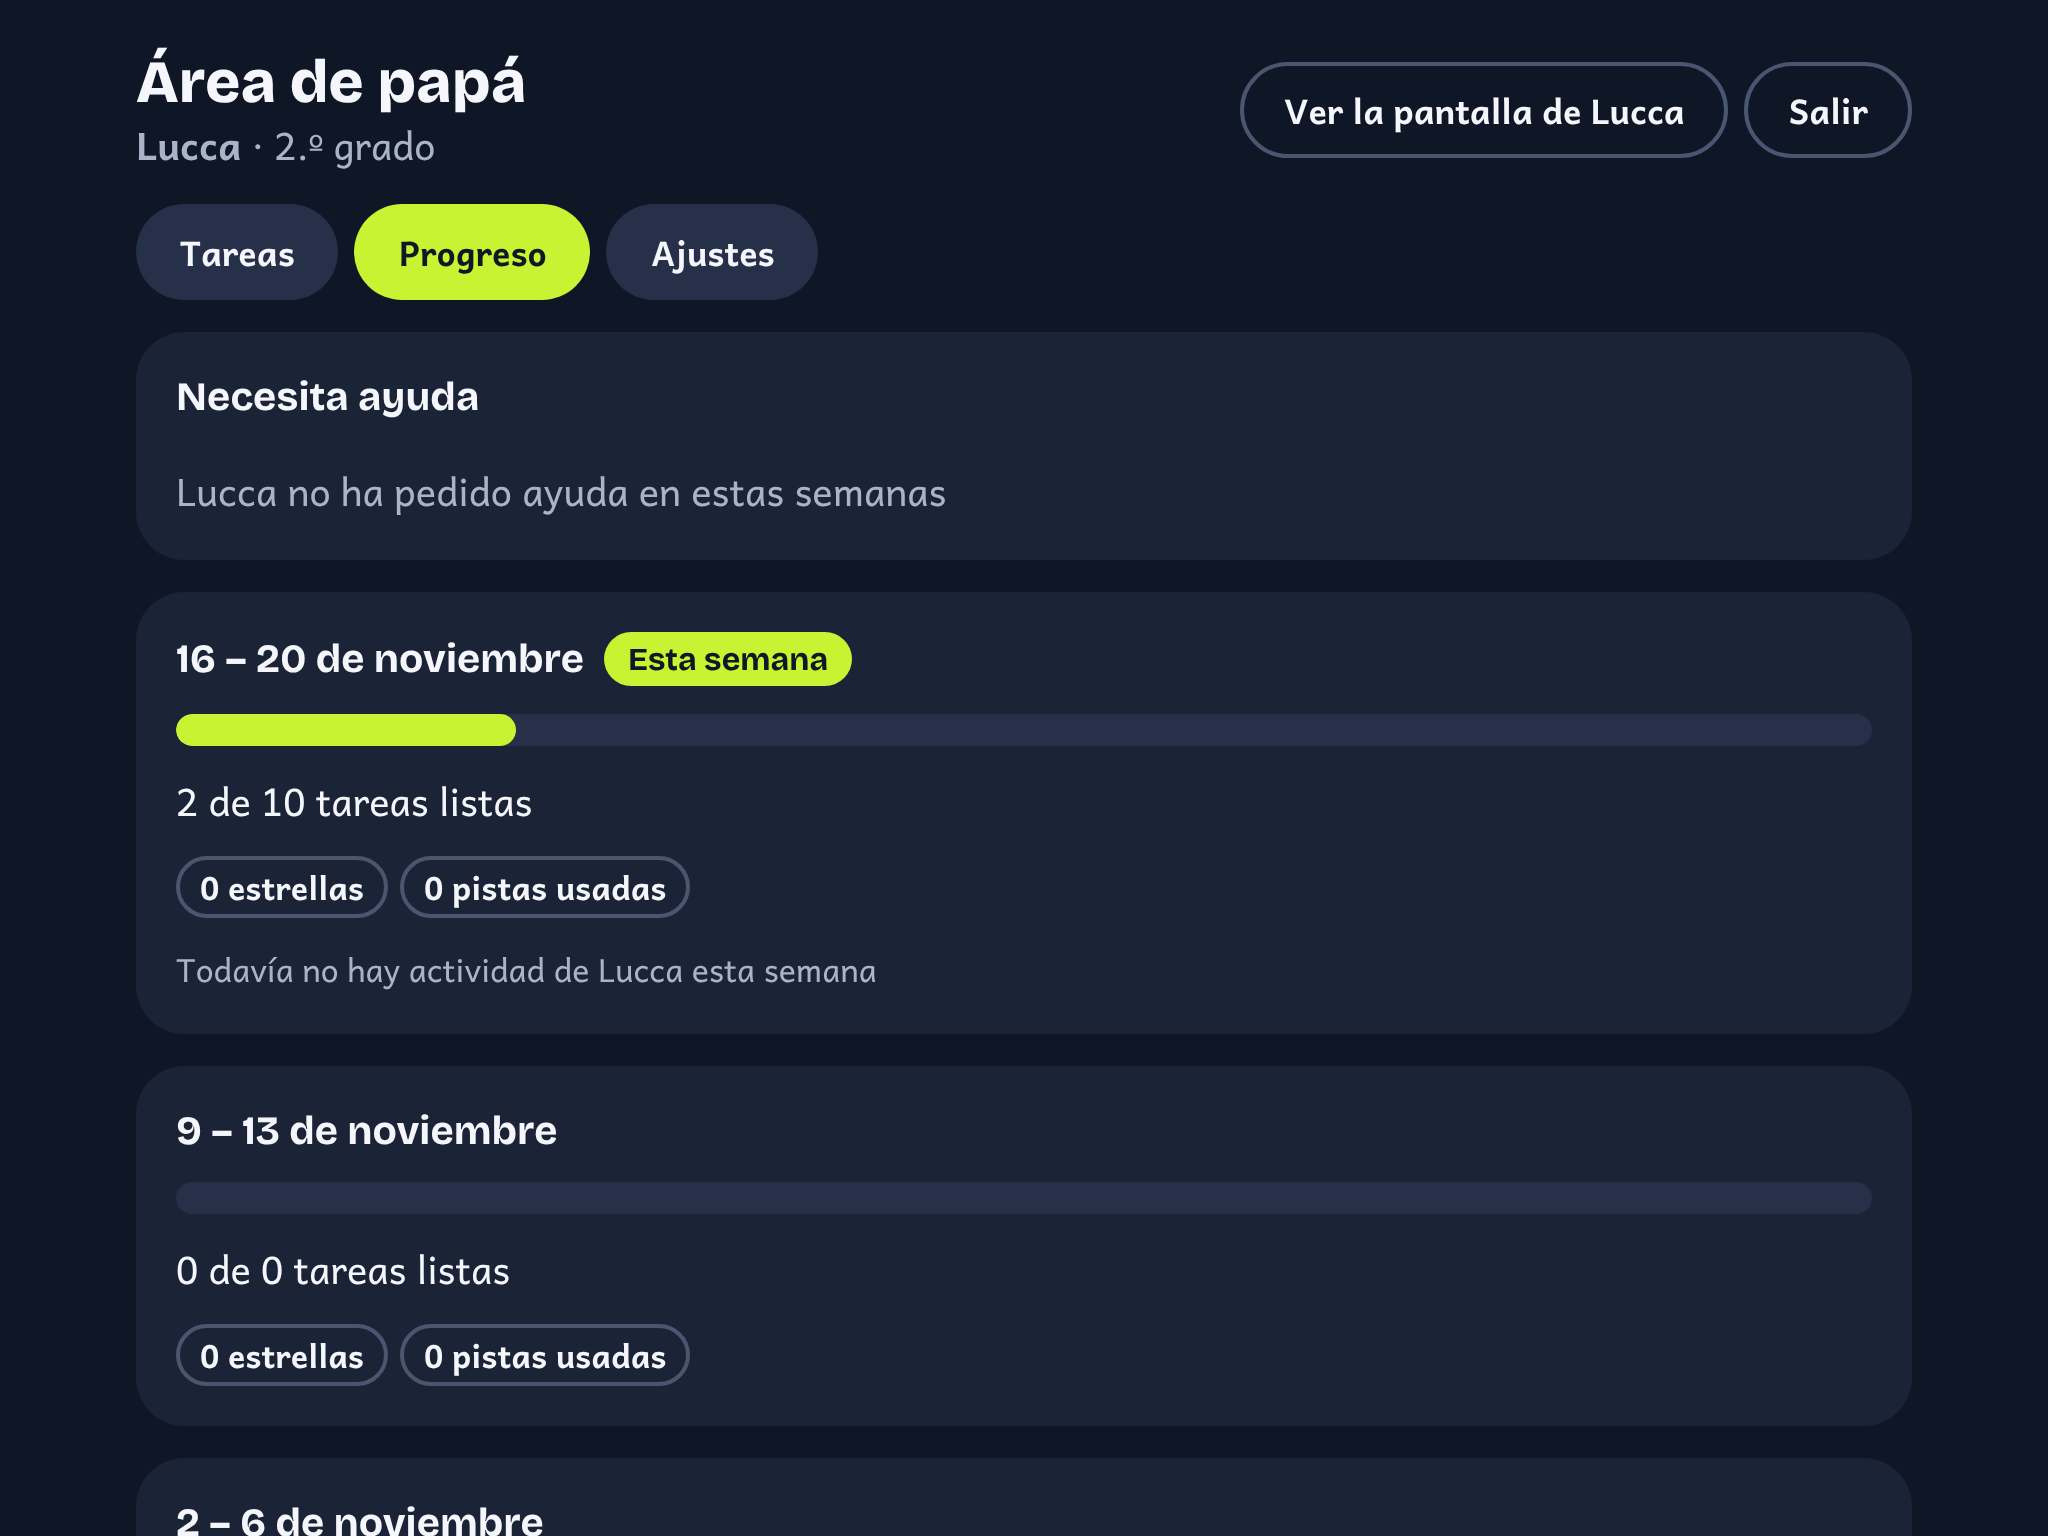 Área de papá
Lucca · 2.º grado
Ver la pantalla de Lucca
Salir
Tareas
Progreso
Ajustes
Necesita ayuda
Lucca no ha pedido ayuda en estas semanas
16 – 20 de noviembre
Esta semana
2 de 10 tareas listas
0 estrellas
0 pistas usadas
Todavía no hay actividad de Lucca esta semana
9 – 13 de noviembre
0 de 0 tareas listas
0 estrellas
0 pistas usadas
2 – 6 de noviembre